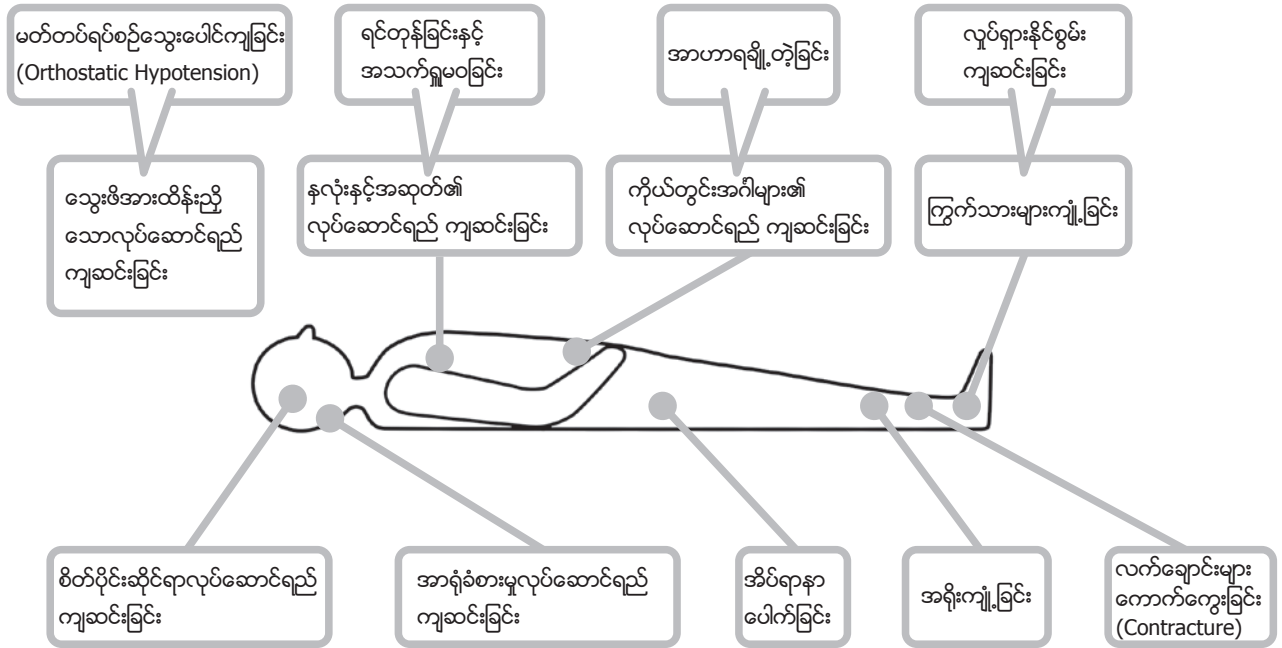 မတ်တပ်ရပ်စဉ်သွေးပေါင်ကျခြင်း
(Orthostatic Hypotension)
ရင်တုန်ခြင်းနှင့်
အသက်ရှူမဝခြင်း
အာဟာရချို့တဲ့ခြင်း
လှုပ်ရှားနိုင်စွမ်း
ကျဆင်းခြင်း
သွေးဖိအားထိန်းညှိ
သောလုပ်ဆောင်ရည်
ကျဆင်းခြင်း
နှလုံးနှင့်အဆုတ်၏
လုပ်ဆောင်ရည် ကျဆင်းခြင်း
ကိုယ်တွင်းအင်္ဂါများ၏
လုပ်ဆောင်ရည် ကျဆင်းခြင်း
ကြွက်သားများကျုံ့ခြင်း
စိတ်ပိုင်းဆိုင်ရာလုပ်ဆောင်ရည်
ကျဆင်းခြင်း
အာရုံခံစားမှုလုပ်ဆောင်ရည်
ကျဆင်းခြင်း
အိပ်ရာနာ
ပေါက်ခြင်း
အရိုးကျုံ့ခြင်း
လက်ချောင်းများ
ကောက်ကွေးခြင်း
(Contracture)